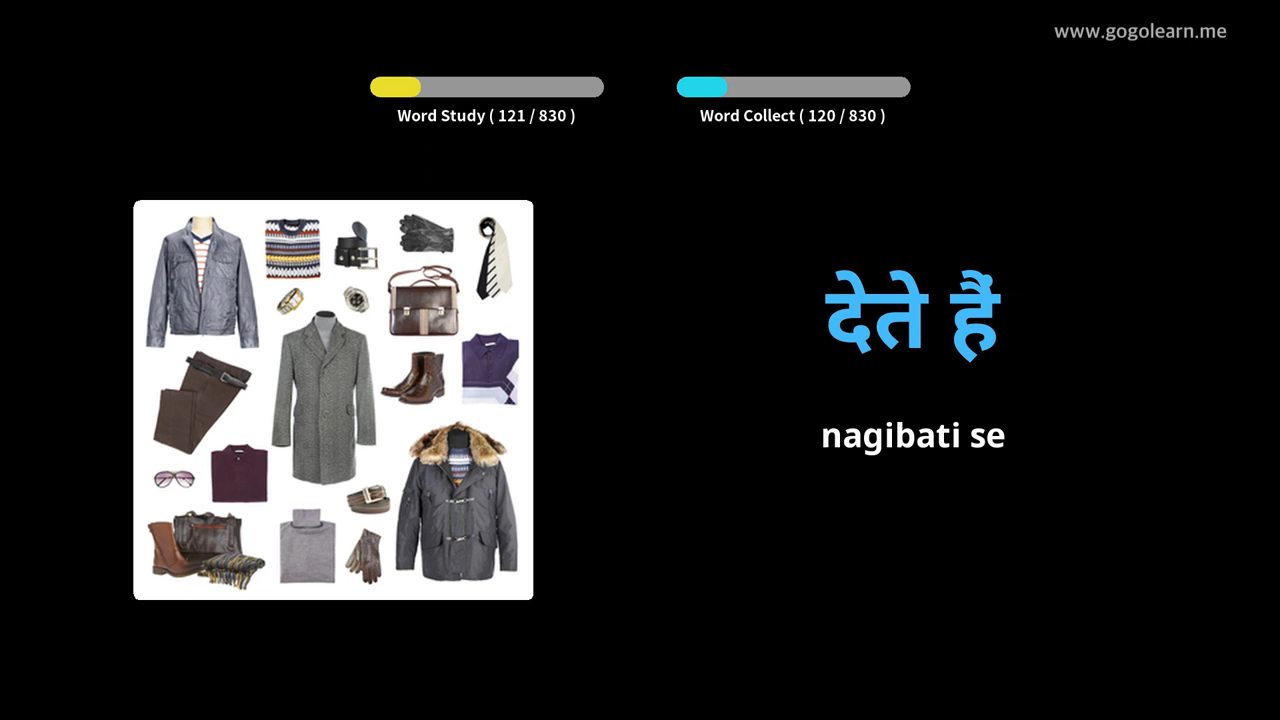 www.gogolearn.me
Word Study ( 121 / 830 )
Word Collect ( 120 / 830 )
देते हैं
nagibati se